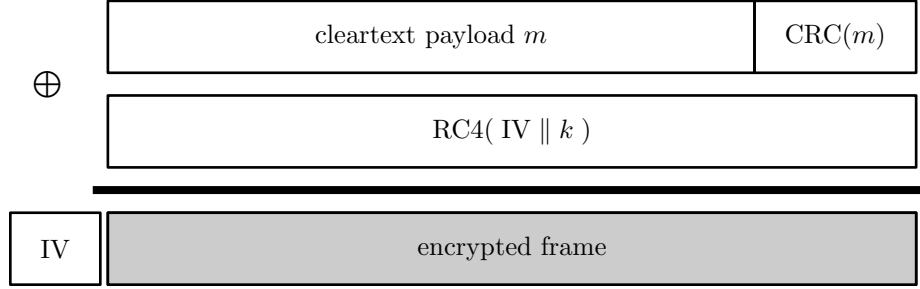 cleartext payload m CRC(m)
⊕
RC4( IV ∥ k )
IV encrypted frame